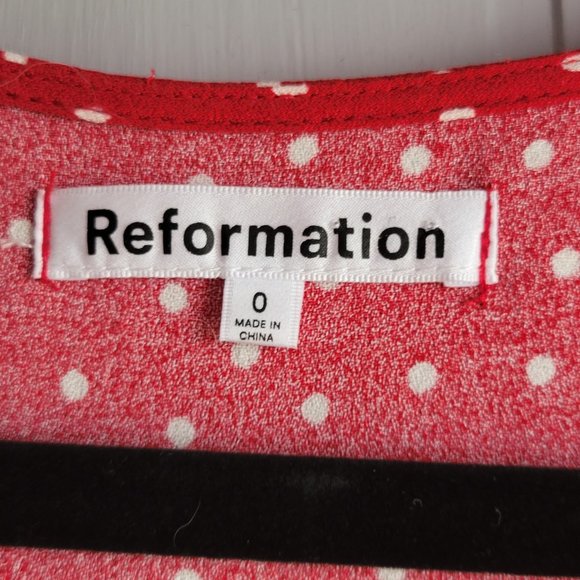 Reformation
0
MADE IN
CHINA